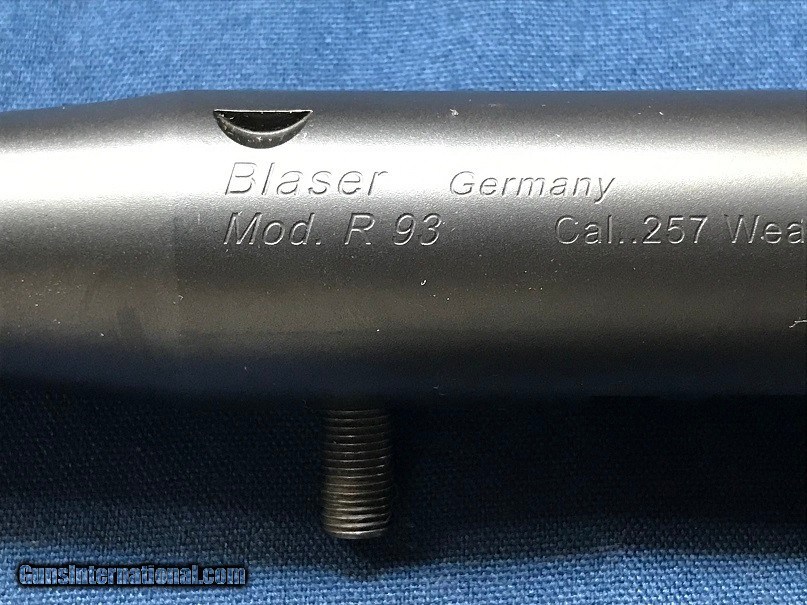 Blaser Germany
Mod. R 93 Cal..257 Wea
GunsInternational.com